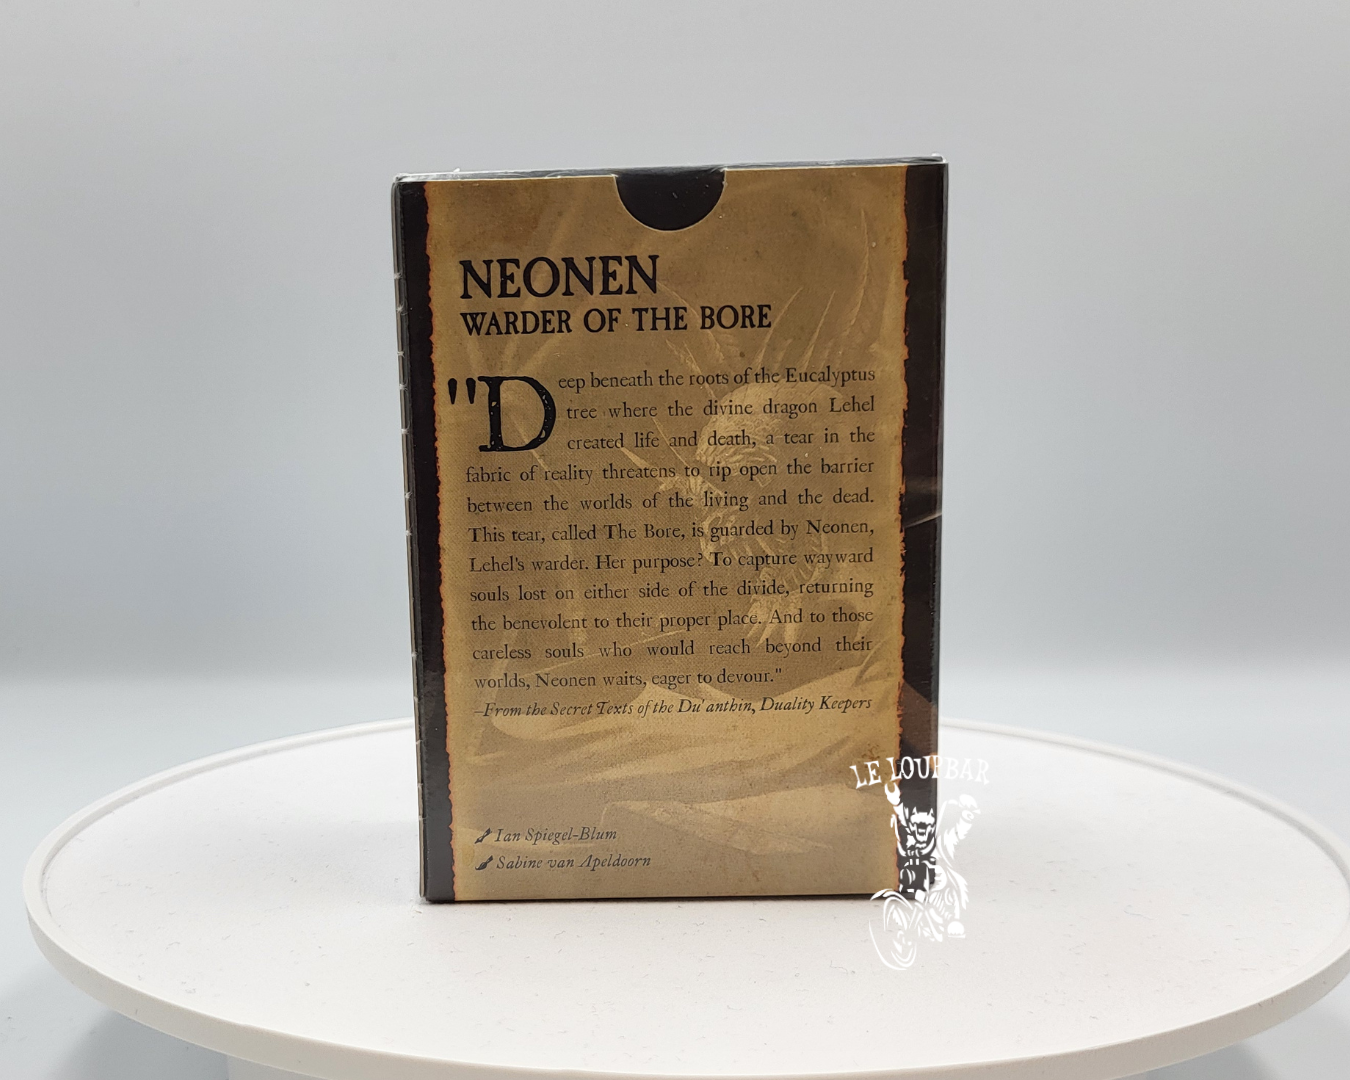 NEONEN
WARDER OF THE BORE
"Deep beneath the roots of the Eucalyptus
tree where the divine dragon Lehel
created life and death, a tear in the
fabric of reality threatens to rip open the barrier
between the worlds of the living and the dead.
This tear, called The Bore, is guarded by Neonen,
Lehel's warder. Her purpose? To capture wayward
souls lost on either side of the divide, returning
the benevolent to their proper place. And to those
careless souls who would reach beyond their
worlds, Neonen waits, eager to devour."
–From the Secret Texts of the Du'anthin, Duality Keepers
Ian Spiegel-Blum
Sabine van Apeldoorn
LE LOUPBAR